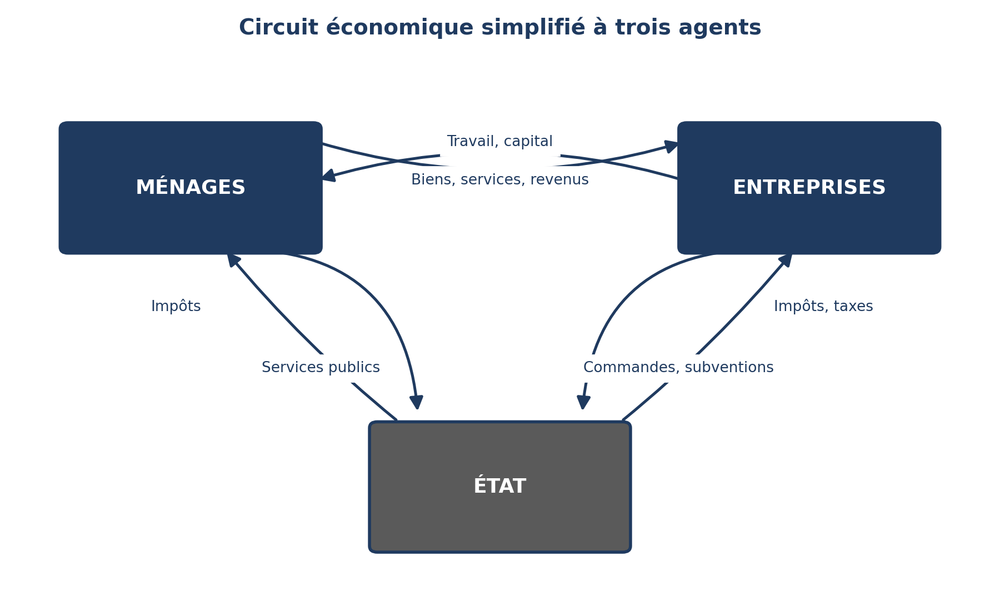 Circuit économique simplifié à trois agents
Travail, capital
Biens, services, revenus
MÉNAGES
ENTREPRISES
Impôts
Impôts, taxes
Services publics
Commandes, subventions
ÉTAT